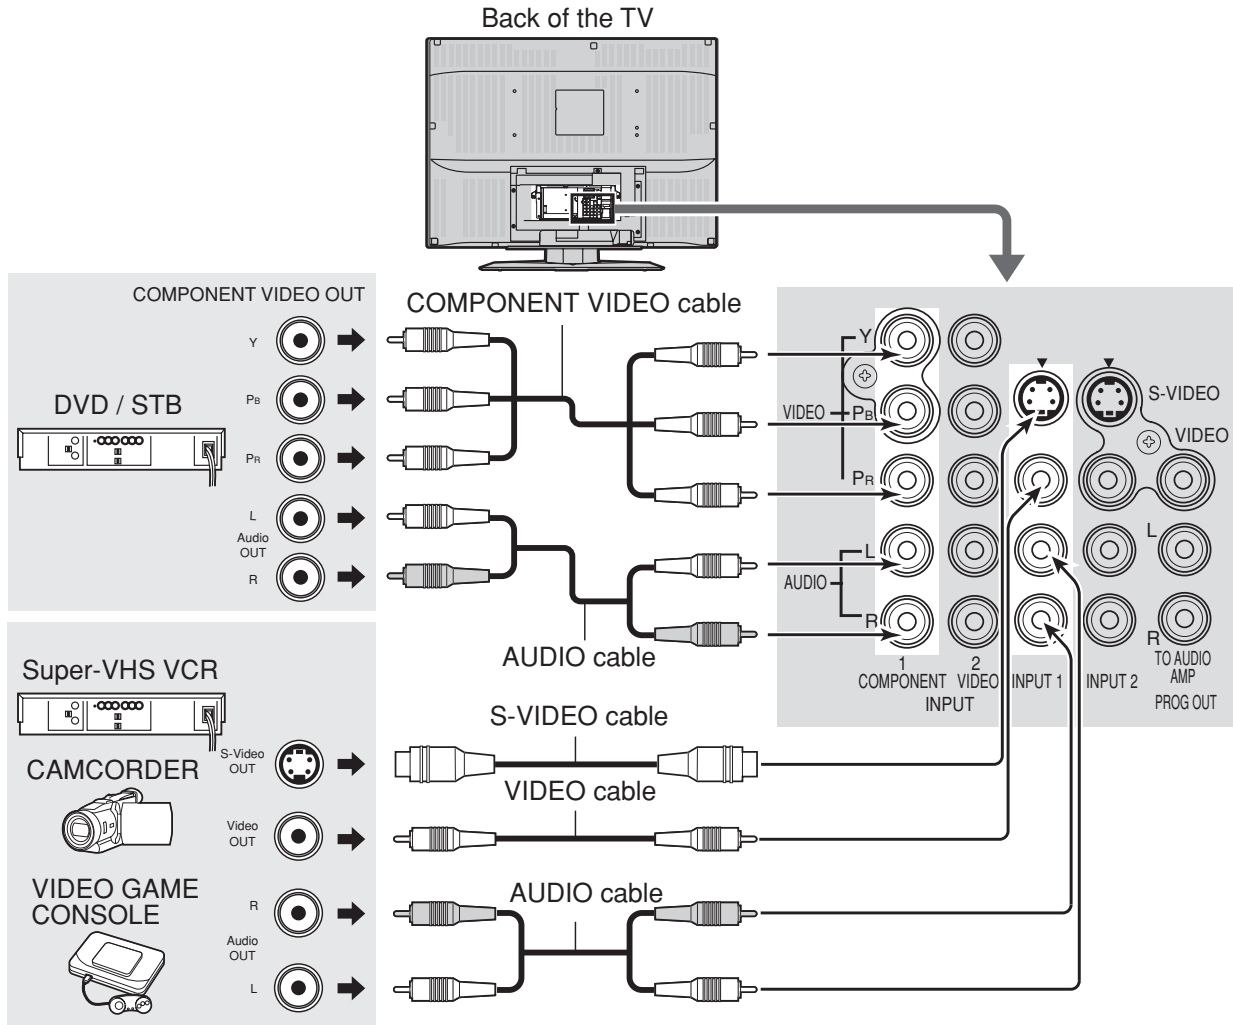 Back of the TV
COMPONENT VIDEO OUT
COMPONENT VIDEO cable
Y
PB
PR
L
Audio
OUT
R
DVD / STB
Y
VIDEO
PB
PR
S-VIDEO
VIDEO
L
AUDIO
L
R
R
AUDIO cable
1
COMPONENT
2
VIDEO
INPUT
INPUT 1
INPUT 2
TO AUDIO
AMP
PROG OUT
Super-VHS VCR
S-Video
OUT
S-VIDEO cable
CAMCORDER
VIDEO cable
Video
OUT
VIDEO GAME
CONSOLE
R
Audio
OUT
L
AUDIO cable